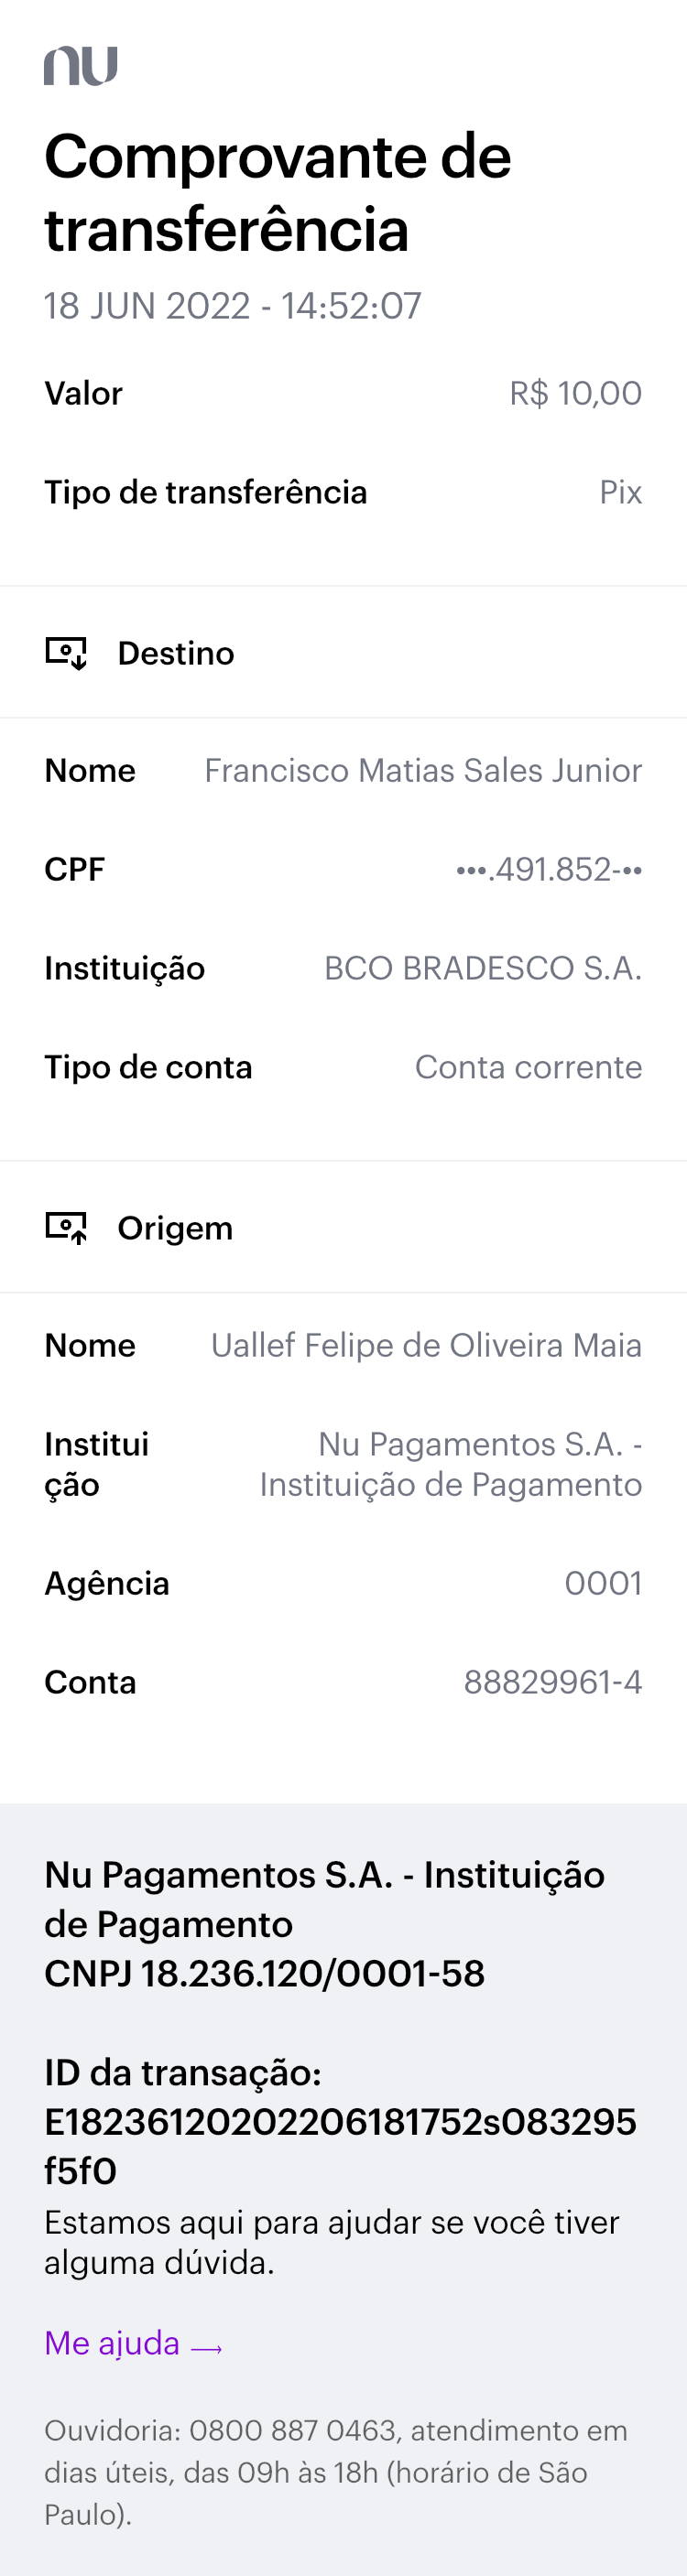 nu
Comprovante de
transferência
18 JUN 2022 - 14:52:07
Valor R$ 10,00
Tipo de transferência Pix
Destino
Nome Francisco Matias Sales Junior
CPF •••.491.852-••
Instituição BCO BRADESCO S.A.
Tipo de conta Conta corrente
Origem
Nome Uallef Felipe de Oliveira Maia
Institui Nu Pagamentos S.A. -
ção Instituição de Pagamento
Agência 0001
Conta 88829961-4
Nu Pagamentos S.A. - Instituição
de Pagamento
CNPJ 18.236.120/0001-58
ID da transação:
E18236120202206181752s083295
f5f0
Estamos aqui para ajudar se você tiver
alguma dúvida.
Me ajuda →
Ouvidoria: 0800 887 0463, atendimento em
dias úteis, das 09h às 18h (horário de São
Paulo).